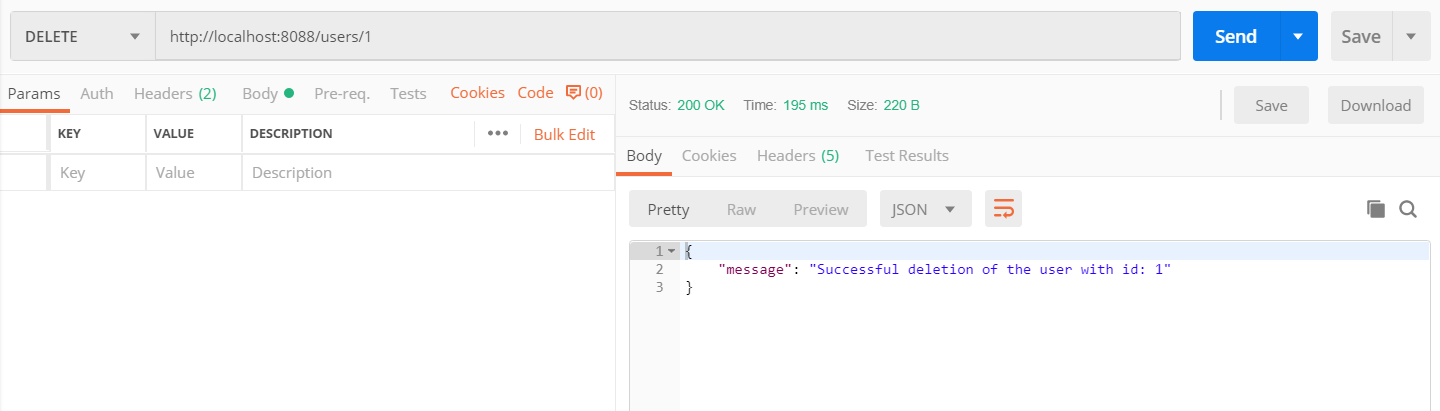 DELETE http://localhost:8088/users/1 Send Save
Params Auth Headers (2) Body Pre-req. Tests Cookies Code (0)
KEY VALUE DESCRIPTION ••• Bulk Edit
Key Value Description
Status: 200 OK Time: 195 ms Size: 220 B Save Download
Body Cookies Headers (5) Test Results
Pretty Raw Preview JSON
1 {
2 "message": "Successful deletion of the user with id: 1"
3 }